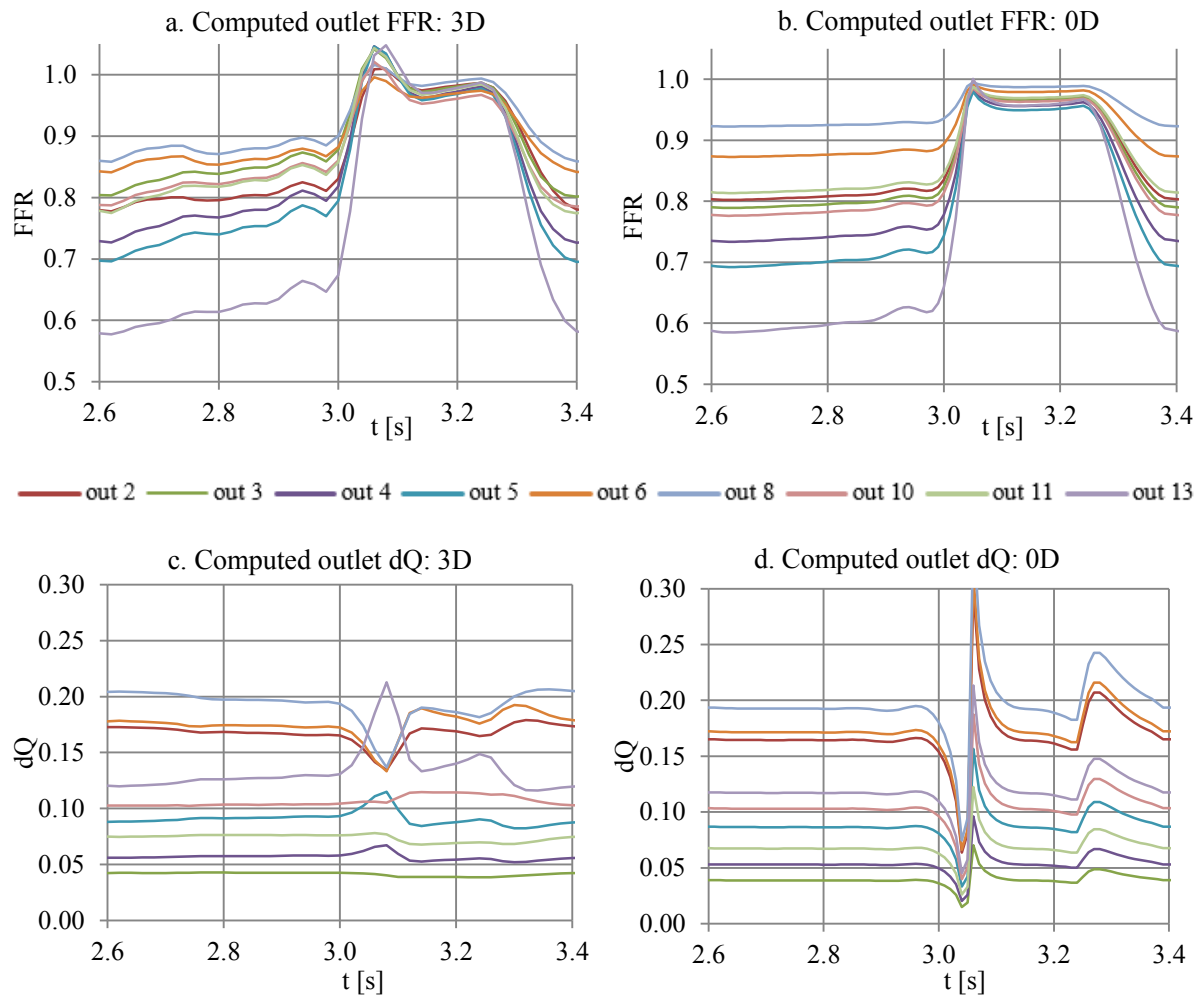 a. Computed outlet FFR: 3D
b. Computed outlet FFR: 0D
1.0
0.9
0.8
0.7
0.6
0.5
FFR
2.6 2.8 3.0 3.2 3.4
t [s]
1.0
0.9
0.8
0.7
0.6
0.5
FFR
2.6 2.8 3.0 3.2 3.4
t [s]
out 2 out 3 out 4 out 5 out 6 out 8 out 10 out 11 out 13
c. Computed outlet dQ: 3D
d. Computed outlet dQ: 0D
0.30
0.25
0.20
0.15
0.10
0.05
0.00
dQ
2.6 2.8 3.0 3.2 3.4
t [s]
0.30
0.25
0.20
0.15
0.10
0.05
0.00
dQ
2.6 2.8 3.0 3.2 3.4
t [s]